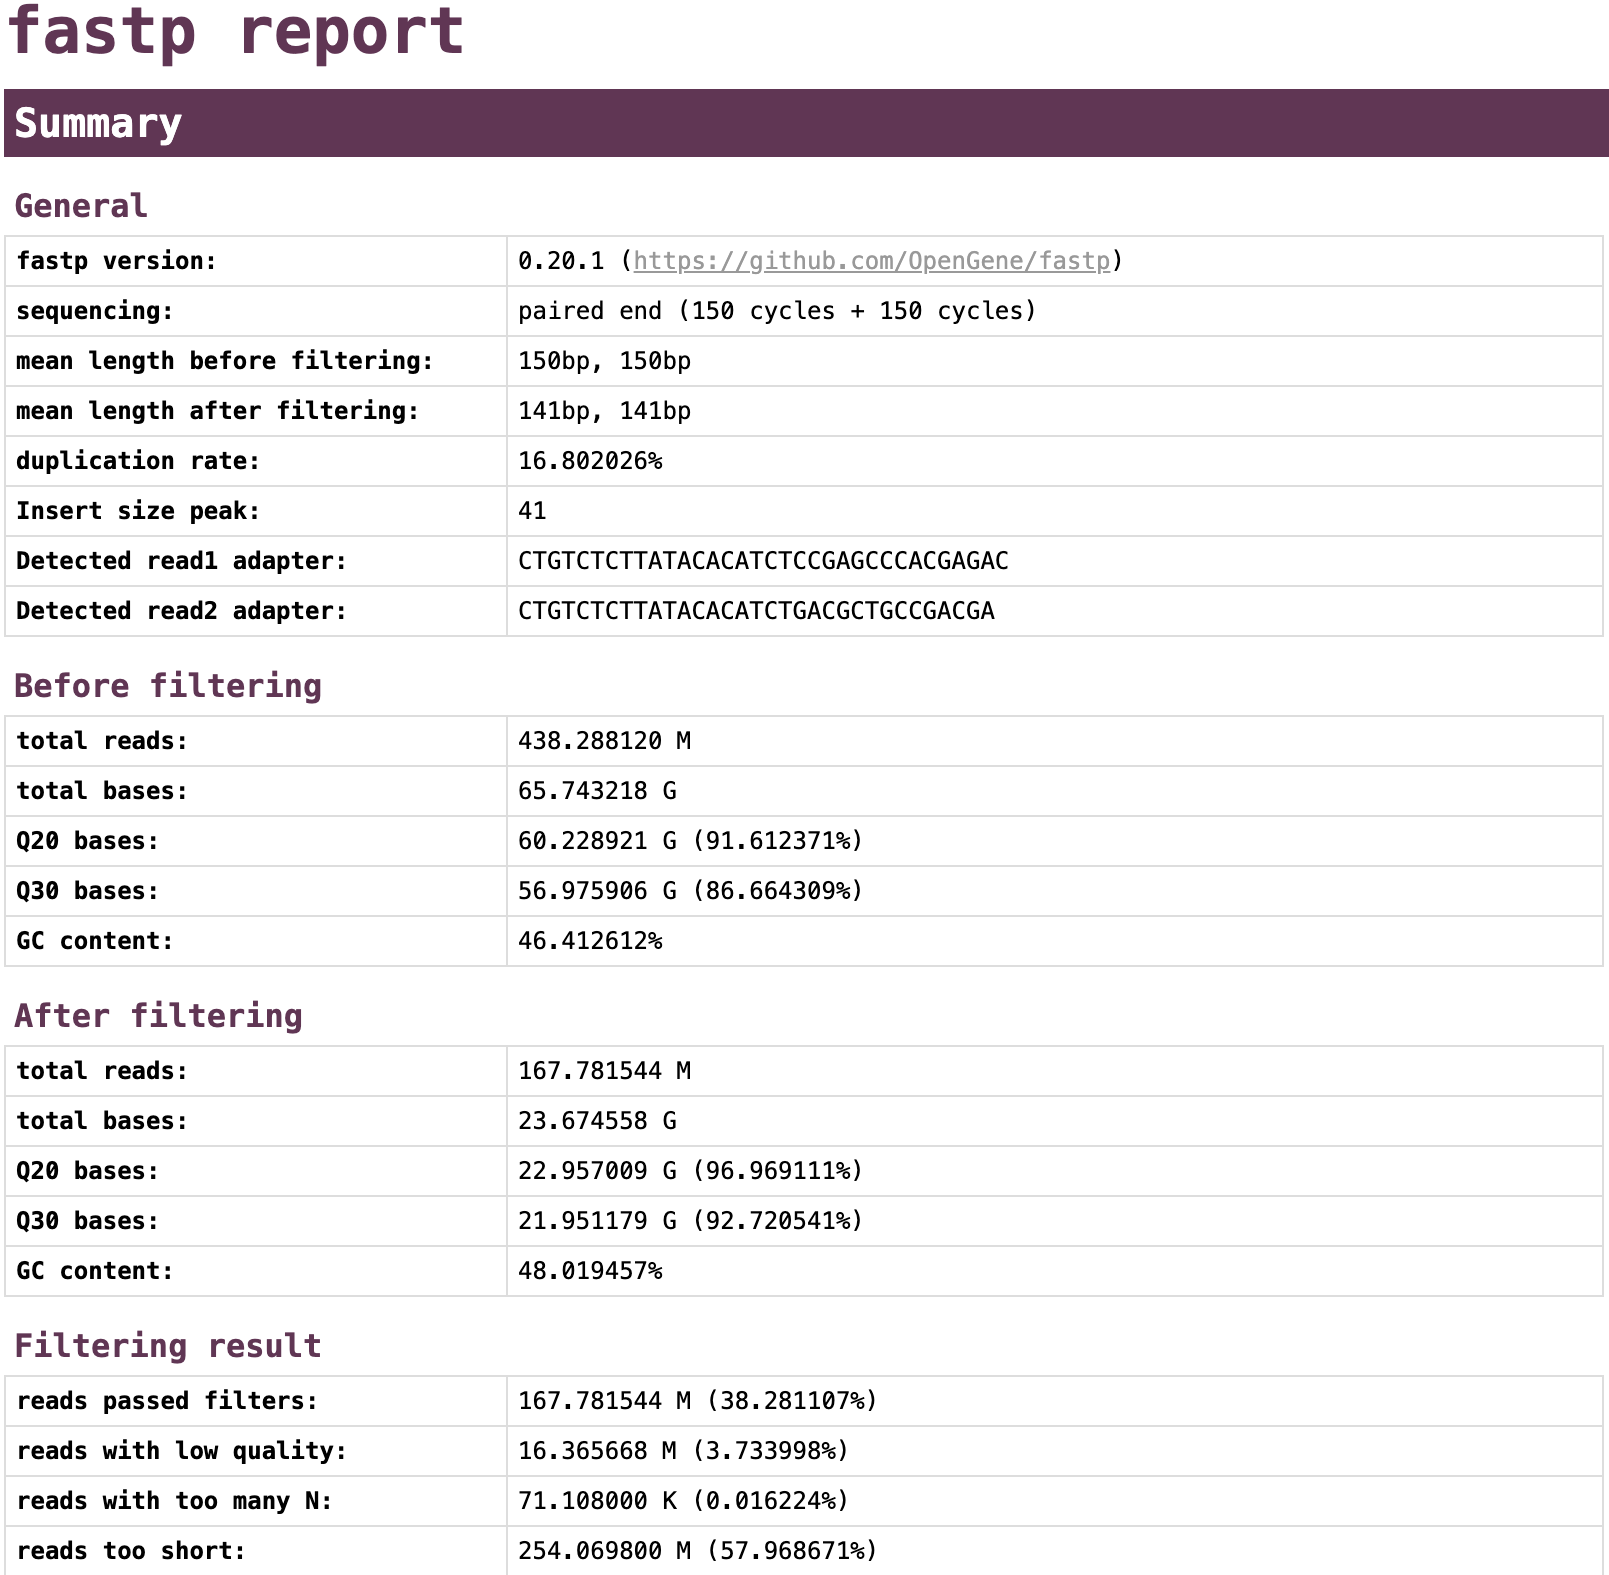 fastp report
Summary
General
fastp version: 0.20.1 (https://github.com/OpenGene/fastp)
sequencing: paired end (150 cycles + 150 cycles)
mean length before filtering: 150bp, 150bp
mean length after filtering: 141bp, 141bp
duplication rate: 16.802026%
Insert size peak: 41
Detected read1 adapter: CTGTCTCTTATACACATCTCCGAGCCCACGAGAC
Detected read2 adapter: CTGTCTCTTATACACATCTGACGCTGCCGACGA
Before filtering
total reads: 438.288120 M
total bases: 65.743218 G
Q20 bases: 60.228921 G (91.612371%)
Q30 bases: 56.975906 G (86.664309%)
GC content: 46.412612%
After filtering
total reads: 167.781544 M
total bases: 23.674558 G
Q20 bases: 22.957009 G (96.969111%)
Q30 bases: 21.951179 G (92.720541%)
GC content: 48.019457%
Filtering result
reads passed filters: 167.781544 M (38.281107%)
reads with low quality: 16.365668 M (3.733998%)
reads with too many N: 71.108000 K (0.016224%)
reads too short: 254.069800 M (57.968671%)